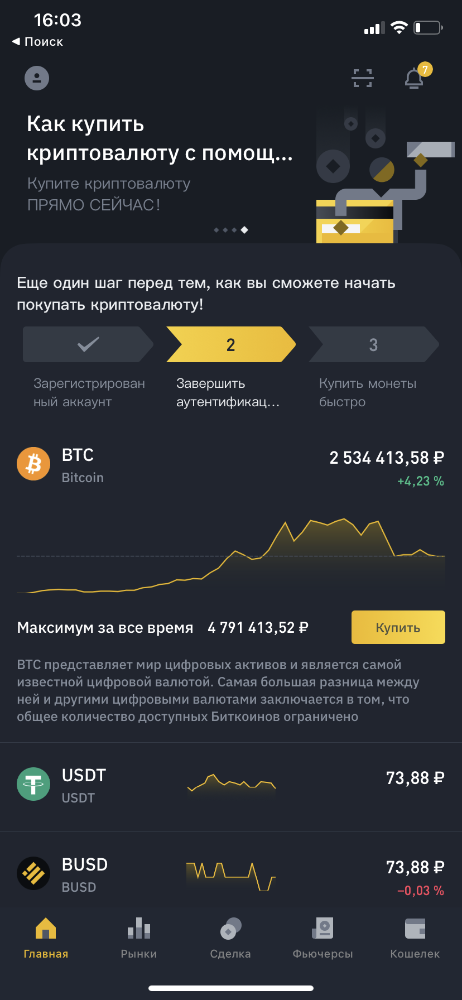 16:03
◀ Поиск
7
Как купить
криптовалюту с помощ...
Купите криптовалюту
ПРЯМО СЕЙЧАС!
Еще один шаг перед тем, как вы сможете начать
покупать криптовалюту!
2
3
Зарегистрирован
ный аккаунт
Завершить
аутентификац...
Купить монеты
быстро
BTC
2 534 413,58 ₽
Bitcoin
+4,23 %
Максимум за все время 4 791 413,52 ₽
Купить
BTC представляет мир цифровых активов и является самой
известной цифровой валютой. Самая большая разница между
ней и другими цифровыми валютами заключается в том, что
общее количество доступных Биткоинов ограничено
USDT
73,88 ₽
USDT
BUSD
73,88 ₽
BUSD
–0,03 %
Главная
Рынки
Сделка
Фьючерсы
Кошелек